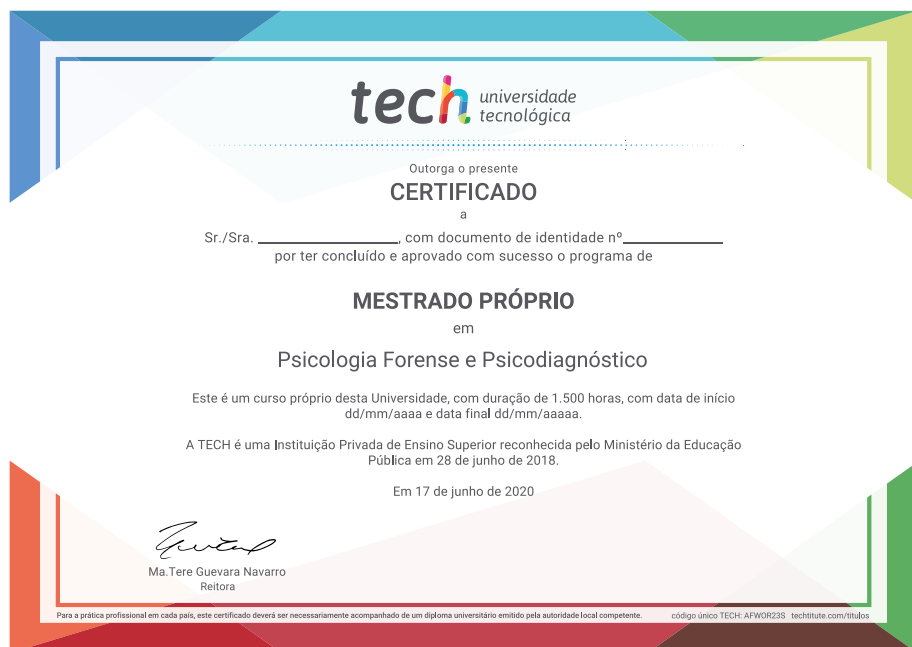 tech universidade
tecnológica
Outorga o presente
CERTIFICADO
a
Sr./Sra. ________________, com documento de identidade nº____________
por ter concluído e aprovado com sucesso o programa de
MESTRADO PRÓPRIO
em
Psicologia Forense e Psicodiagnóstico
Este é um curso próprio desta Universidade, com duração de 1.500 horas, com data de início
dd/mm/aaaa e data final dd/mm/aaaaa.
A TECH é uma Instituição Privada de Ensino Superior reconhecida pelo Ministério da Educação
Pública em 28 de junho de 2018.
Em 17 de junho de 2020
Ma.Tere Guevara Navarro
Reitora
Para a prática profissional em cada país, este certificado deverá ser necessariamente acompanhado de um diploma universitário emitido pela autoridade local competente. código único TECH: AFWOR23S techtitute.com/titulos